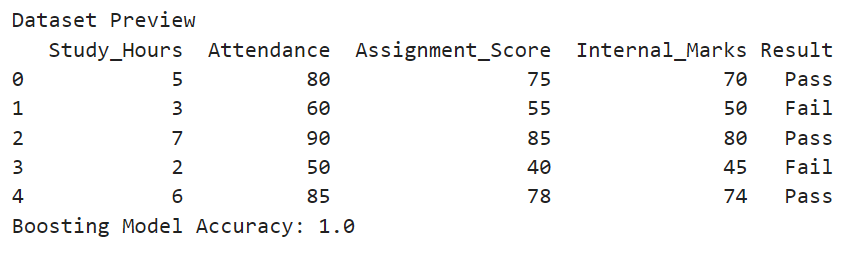 Dataset Preview
   Study_Hours  Attendance  Assignment_Score  Internal_Marks Result
0            5          80                75              70   Pass
1            3          60                55              50   Fail
2            7          90                85              80   Pass
3            2          50                40              45   Fail
4            6          85                78              74   Pass
Boosting Model Accuracy: 1.0